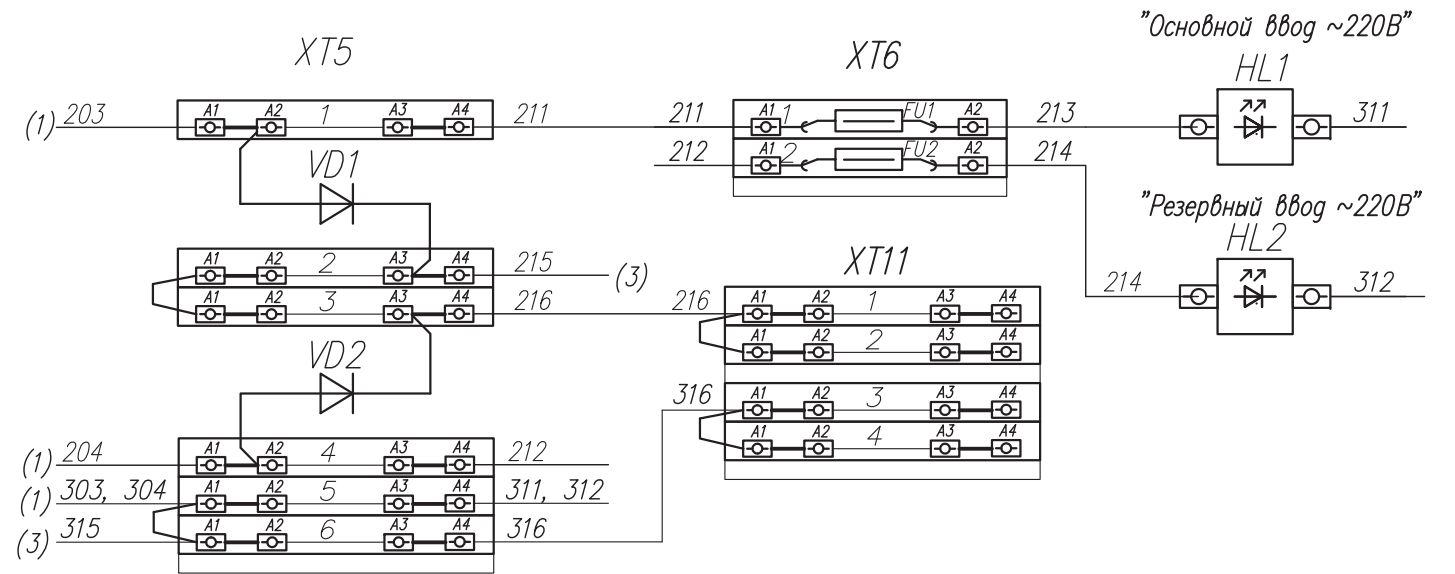 "Основной ввод ~220В"
XT5
XT6
HL1
(1) 203
A1 A2 1 A3 A4
211
211
A1 1 FU1 A2
213
311
212
A1 2 FU2 A2
214
VD1
"Резервный ввод ~220В"
HL2
XT11
A1 A2 2 A3 A4
215 (3)
214
312
A1 A2 3 A3 A4
216
216
A1 A2 1 A3 A4
A1 A2 2 A3 A4
VD2
316
A1 A2 3 A3 A4
A1 A2 4 A3 A4
(1) 204
A1 A2 4 A3 A4
212
(1) 303, 304
A1 A2 5 A3 A4
311, 312
(3) 315
A1 A2 6 A3 A4
316